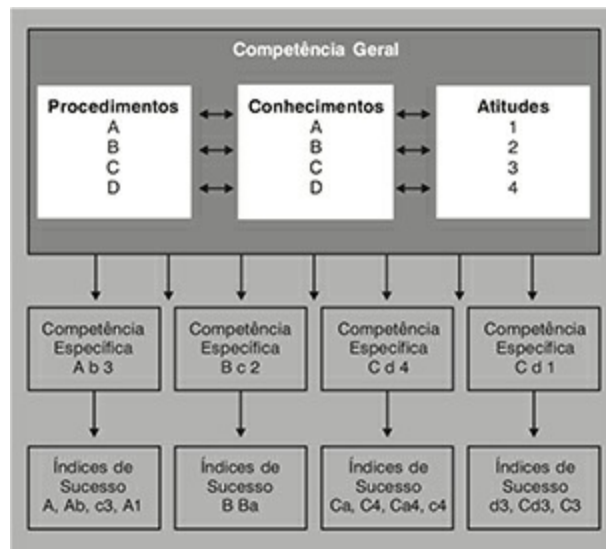 Competência Geral
Procedimentos
A
B
C
D
Conhecimentos
A
B
C
D
Atitudes
1
2
3
4
Competência
Específica
A b 3
Competência
Específica
B c 2
Competência
Específica
C d 4
Competência
Específica
C d 1
Índices de
Sucesso
A, Ab, c3, A1
Índices de
Sucesso
B Ba
Índices de
Sucesso
Ca, C4, Ca4, c4
Índices de
Sucesso
d3, Cd3, C3